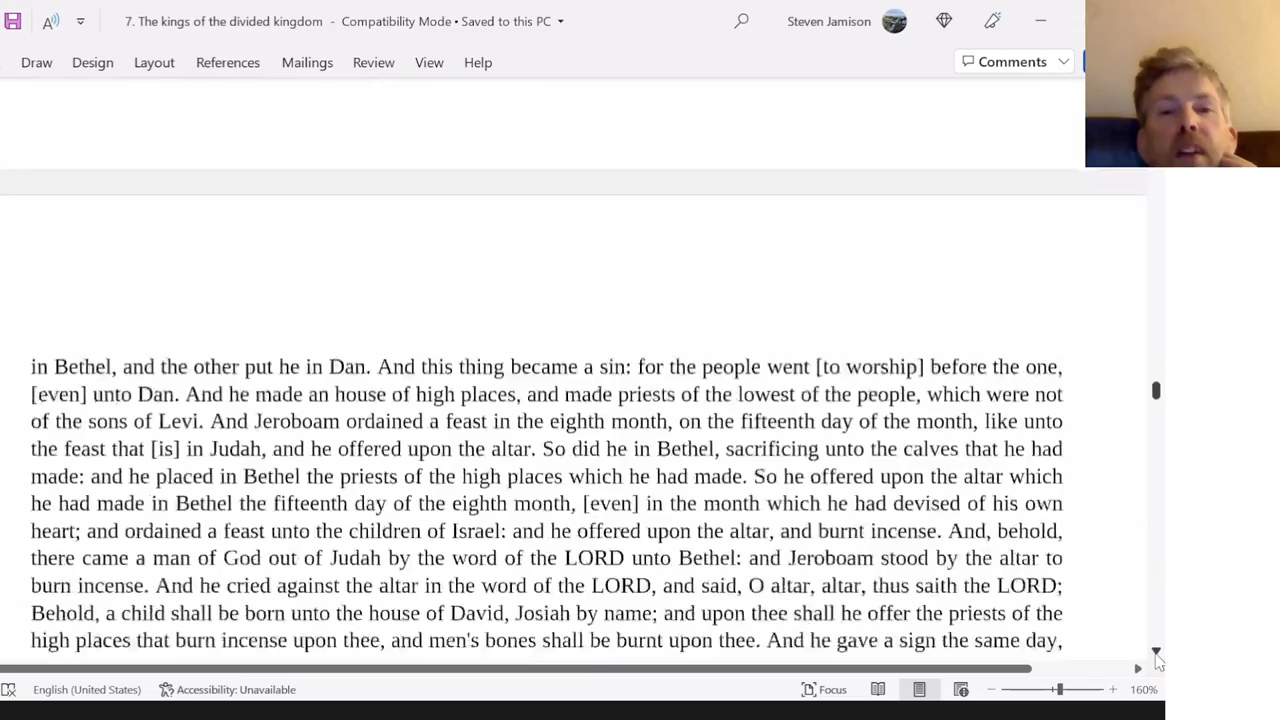 7. The kings of the divided kingdom - Compatibility Mode • Saved to this PC
Steven Jamison
Draw Design Layout References Mailings Review View Help
Comments
in Bethel, and the other put he in Dan. And this thing became a sin: for the people went [to worship] before the one,
[even] unto Dan. And he made an house of high places, and made priests of the lowest of the people, which were not
of the sons of Levi. And Jeroboam ordained a feast in the eighth month, on the fifteenth day of the month, like unto
the feast that [is] in Judah, and he offered upon the altar. So did he in Bethel, sacrificing unto the calves that he had
made: and he placed in Bethel the priests of the high places which he had made. So he offered upon the altar which
he had made in Bethel the fifteenth day of the eighth month, [even] in the month which he had devised of his own
heart; and ordained a feast unto the children of Israel: and he offered upon the altar, and burnt incense. And, behold,
there came a man of God out of Judah by the word of the LORD unto Bethel: and Jeroboam stood by the altar to
burn incense. And he cried against the altar in the word of the LORD, and said, O altar, altar, thus saith the LORD;
Behold, a child shall be born unto the house of David, Josiah by name; and upon thee shall he offer the priests of the
high places that burn incense upon thee, and men's bones shall be burnt upon thee. And he gave a sign the same day,
English (United States) Accessibility: Unavailable Focus 160%